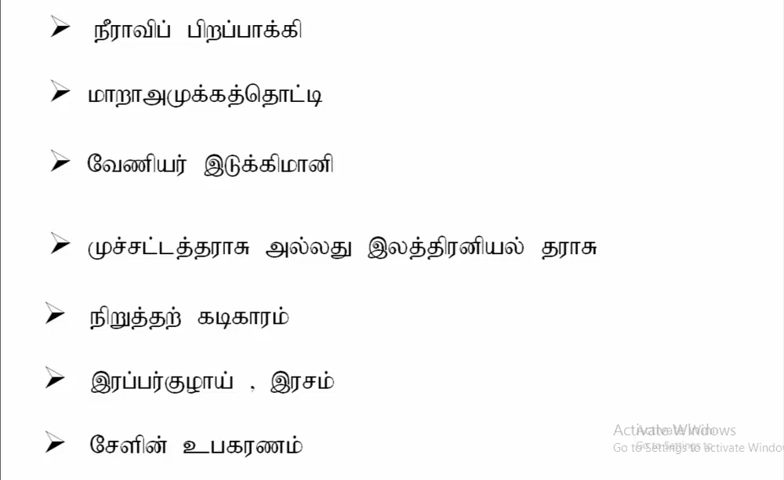 நீராவிப் பிறப்பாக்கி
மாறாஅமுக்கத்தொட்டி
வேணியர் இடுக்கிமானி
முச்சட்டத்தராசு அல்லது இலத்திரனியல் தராசு
நிறுத்தற் கடிகாரம்
இரப்பர்குழாய் , இரசம்
சேளின் உபகரணம்
Activate Windows
Go to Settings to activate Windo